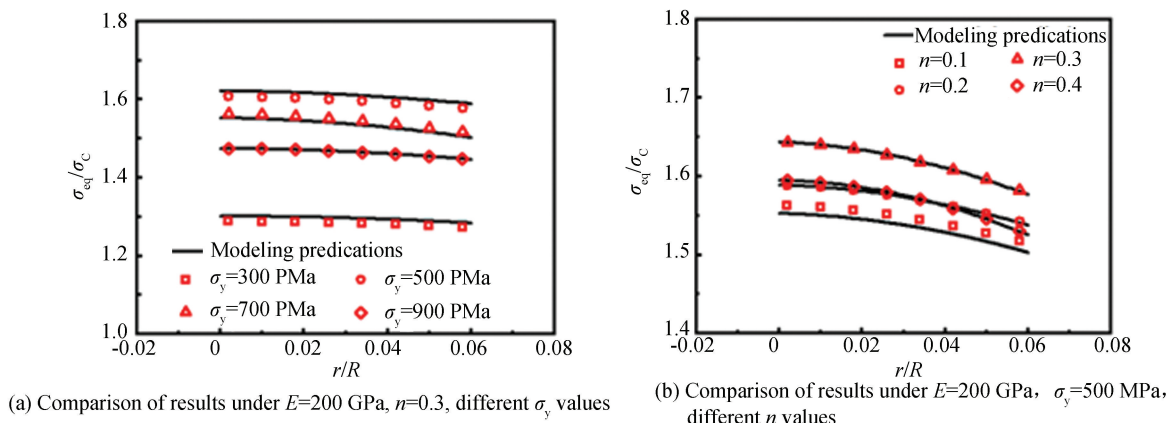 1.8
1.6
1.4
1.2
1.0
σeq/σC
Modeling predications
σy=300 PMa
σy=500 PMa
σy=700 PMa
σy=900 PMa
-0.02
0
0.02
0.04
0.06
0.08
r/R
(a) Comparison of results under E=200 GPa, n=0.3, different σy values
1.8
1.7
1.6
1.5
1.4
σeq/σC
Modeling predications
n=0.1
n=0.3
n=0.2
n=0.4
-0.02
0
0.02
0.04
0.06
0.08
r/R
(b) Comparison of results under E=200 GPa, σy=500 MPa,
different n values